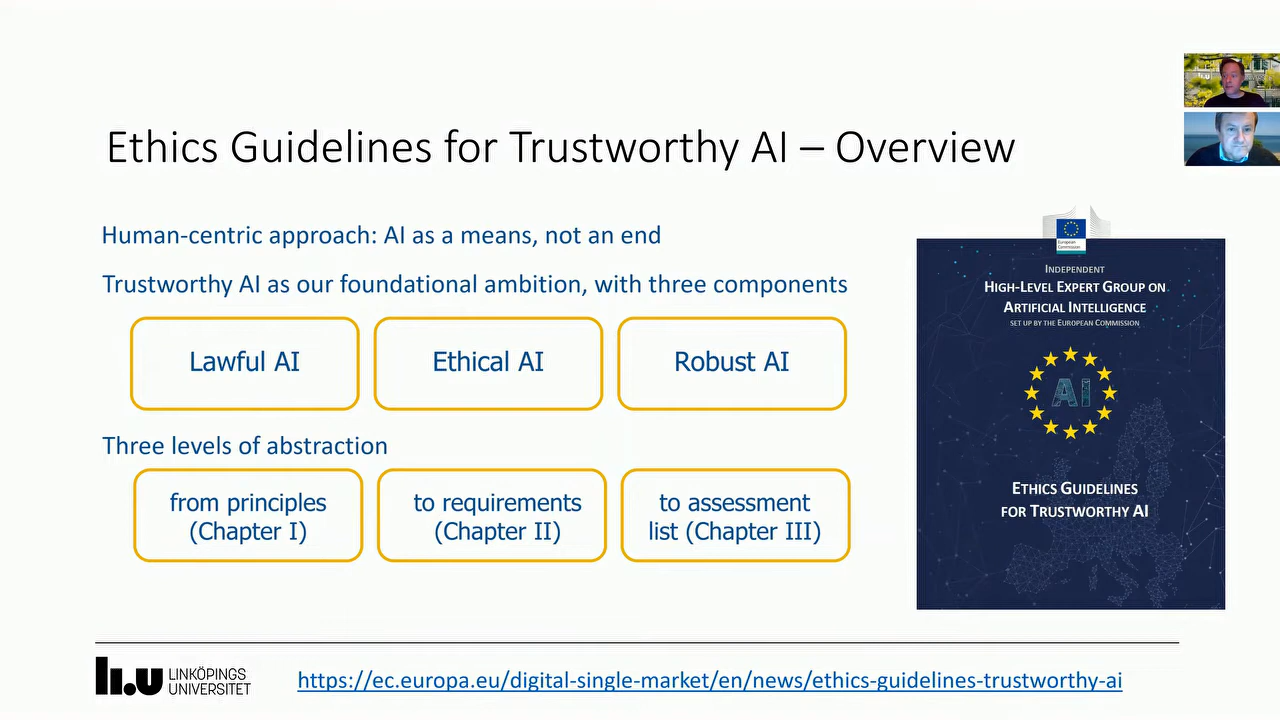 Ethics Guidelines for Trustworthy AI – Overview
Human-centric approach: AI as a means, not an end
Trustworthy AI as our foundational ambition, with three components
Lawful AI
Ethical AI
Robust AI
Three levels of abstraction
from principles
(Chapter I)
to requirements
(Chapter II)
to assessment
list (Chapter III)
European
Commission
INDEPENDENT
HIGH-LEVEL EXPERT GROUP ON
ARTIFICIAL INTELLIGENCE
SET UP BY THE EUROPEAN COMMISSION
AI
ETHICS GUIDELINES
FOR TRUSTWORTHY AI
LI.U LINKÖPINGS
UNIVERSITET
https://ec.europa.eu/digital-single-market/en/news/ethics-guidelines-trustworthy-ai